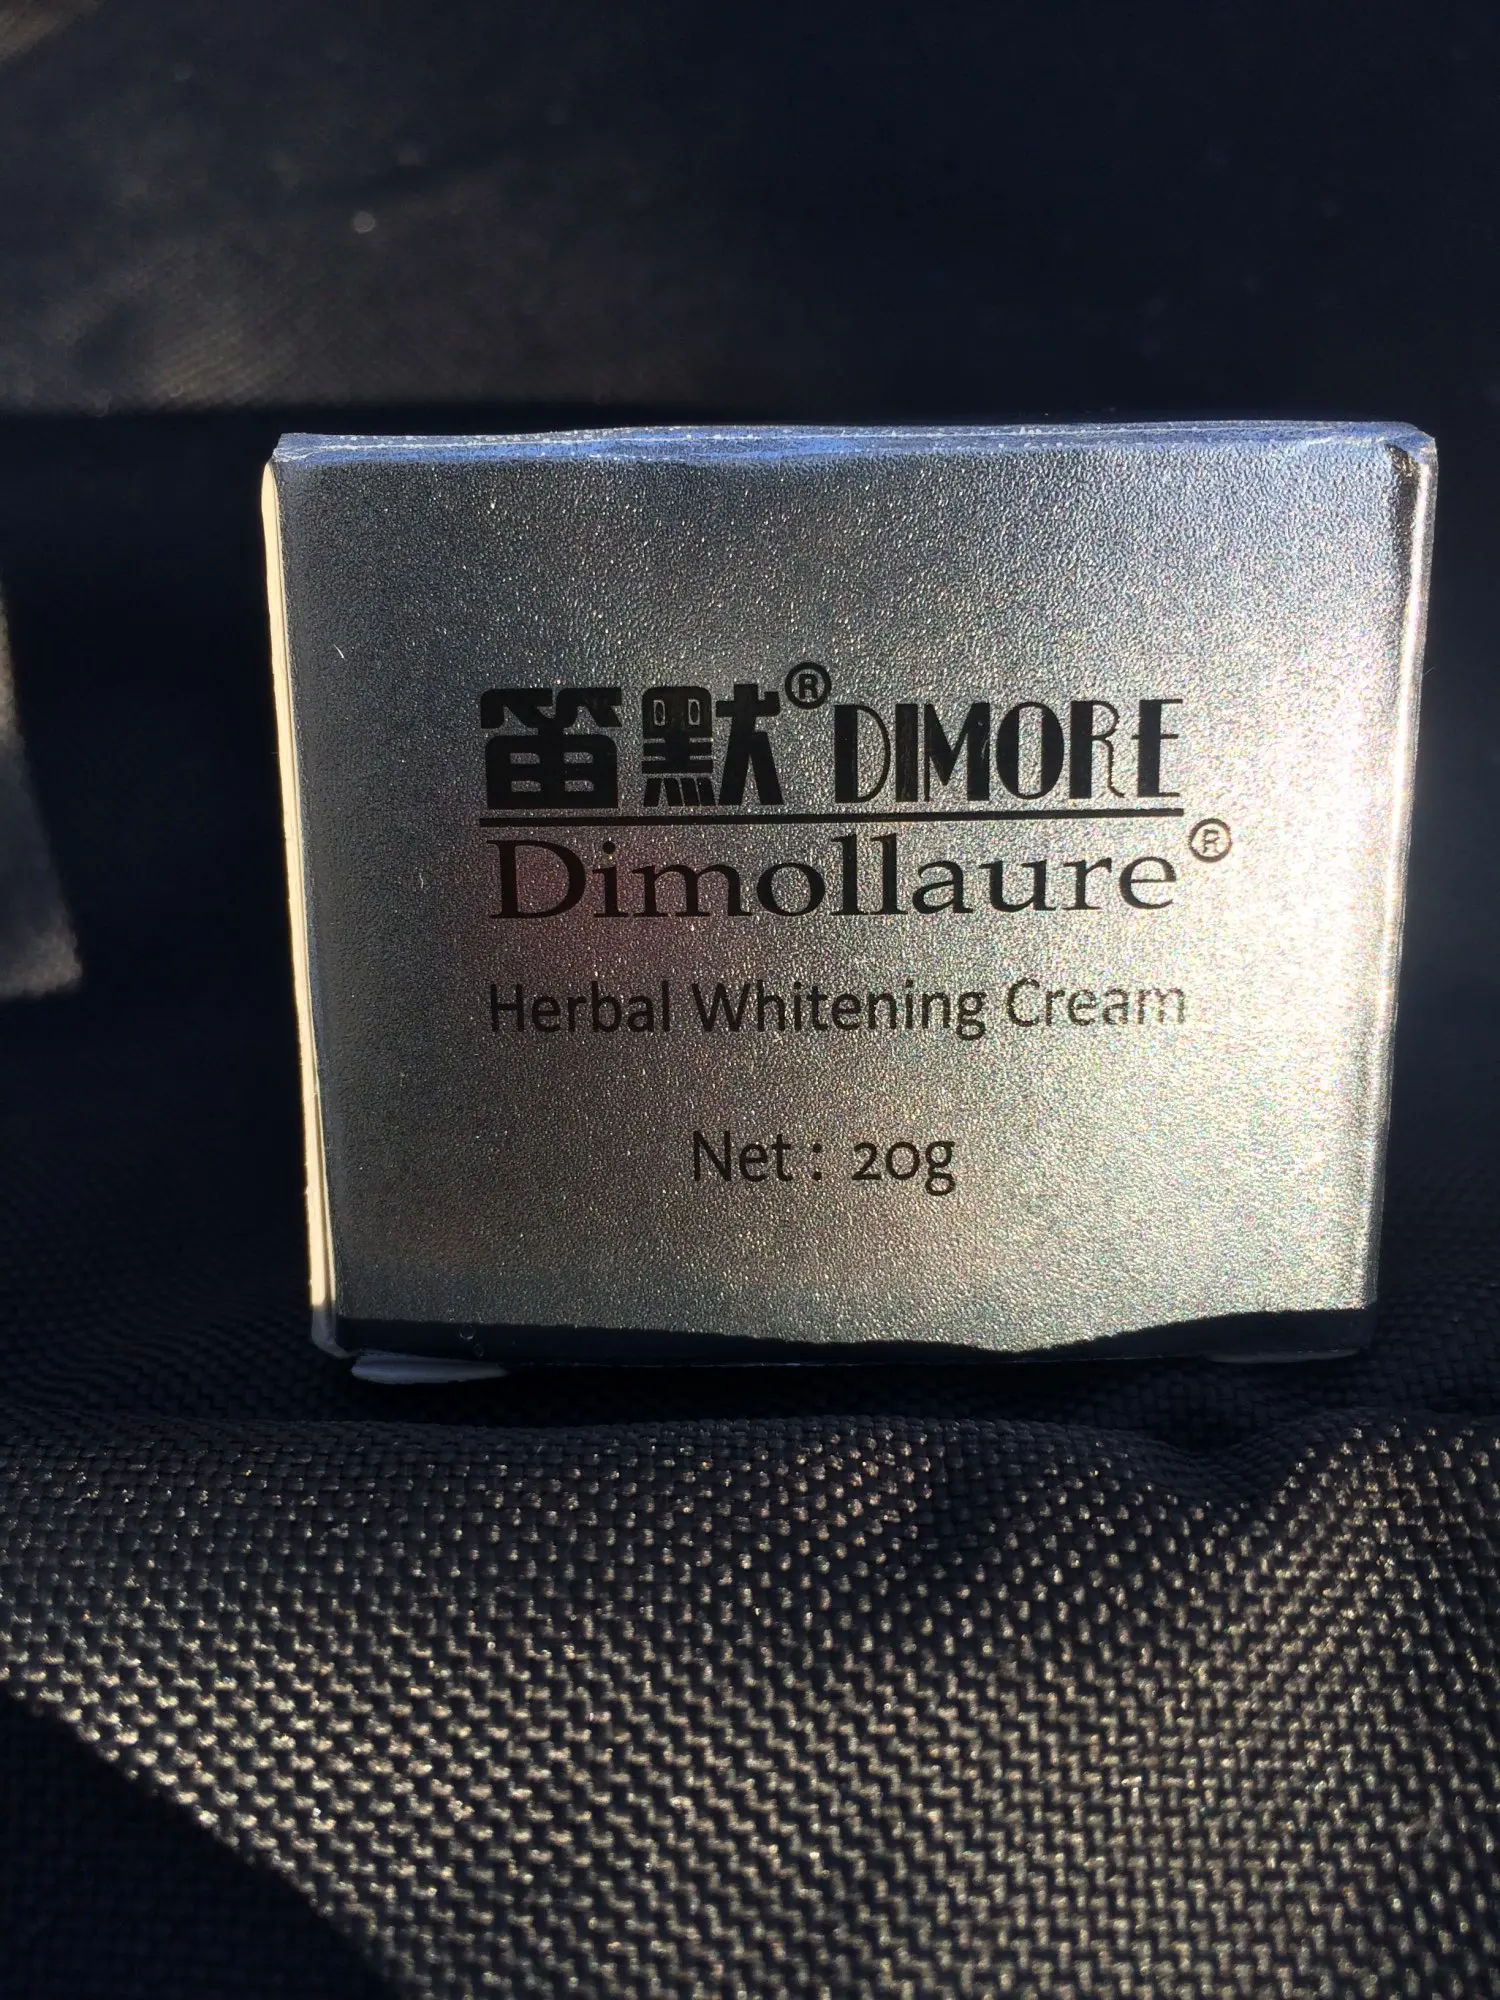 笛默® DIMORE
Dimollaure®
Herbal Whitening Cream
Net : 20g